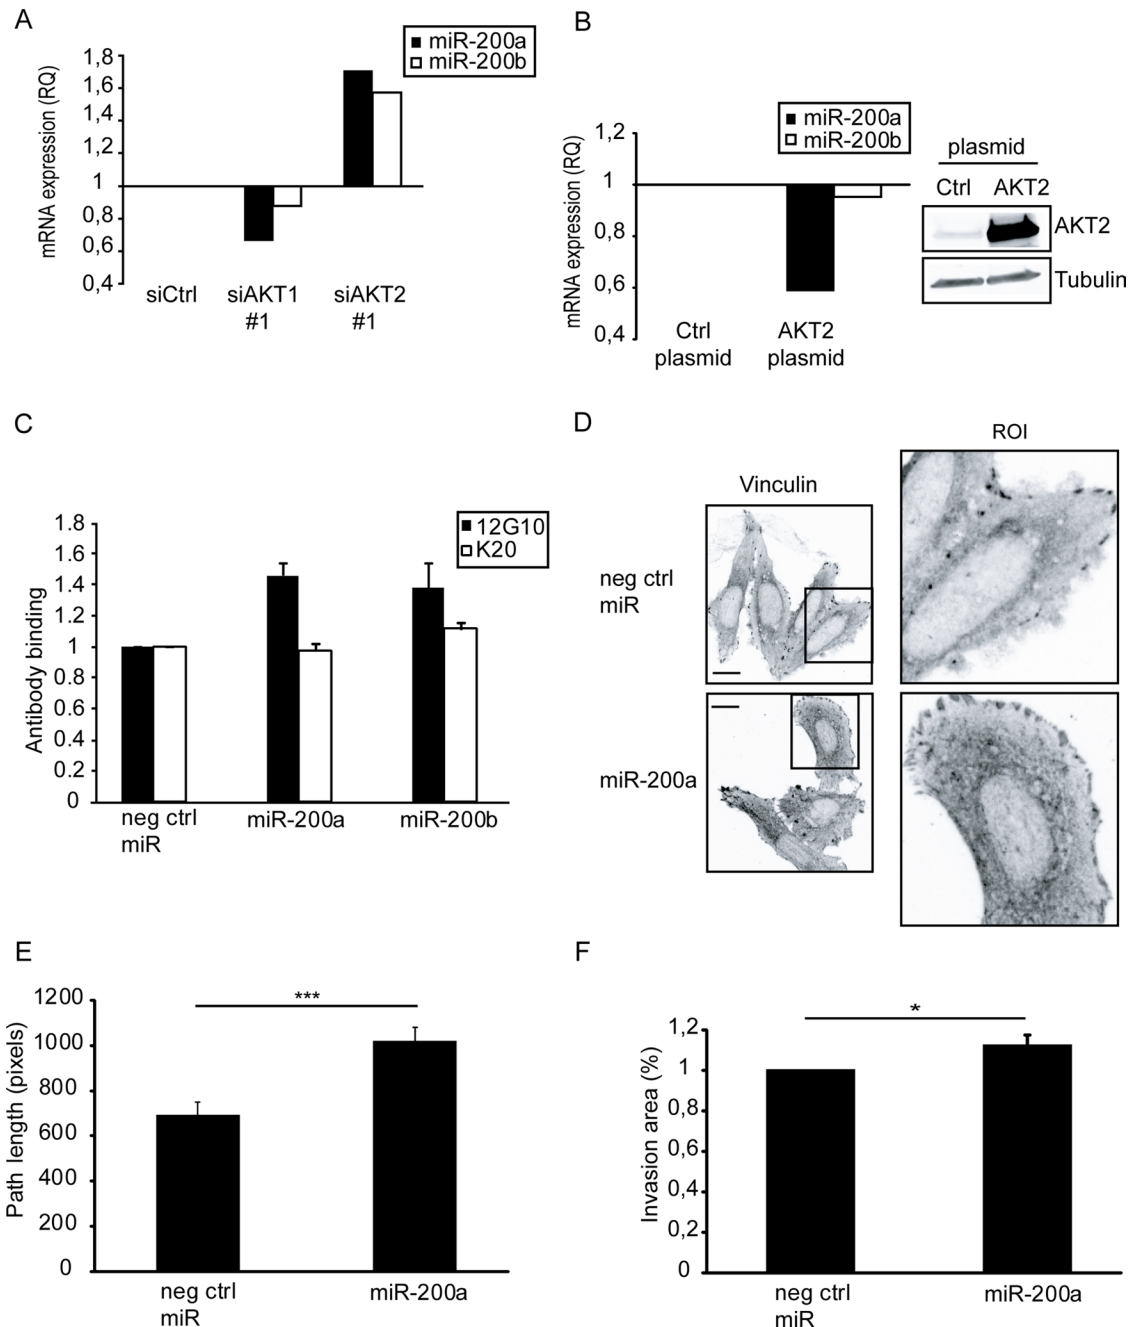 A
miR-200a
miR-200b
mRNA expression (RQ)
1,8
1,6
1,4
1,2
1
0,8
0,6
0,4
siCtrl
siAKT1
#1
siAKT2
#1
B
miR-200a
miR-200b
mRNA expression (RQ)
1,2
1
0,8
0,6
0,4
Ctrl
plasmid
AKT2
plasmid
plasmid
Ctrl AKT2
AKT2
Tubulin
C
12G10
K20
Antibody binding
1.8
1.6
1.4
1.2
1
0.8
0.6
0.4
0.2
0
neg ctrl
miR
miR-200a
miR-200b
D
ROI
Vinculin
neg ctrl
miR
miR-200a
E
***
Path length (pixels)
1200
1000
800
600
400
200
0
neg ctrl
miR
miR-200a
F
*
Invasion area (%)
1,2
1
0,8
0,6
0,4
0,2
0
neg ctrl
miR
miR-200a